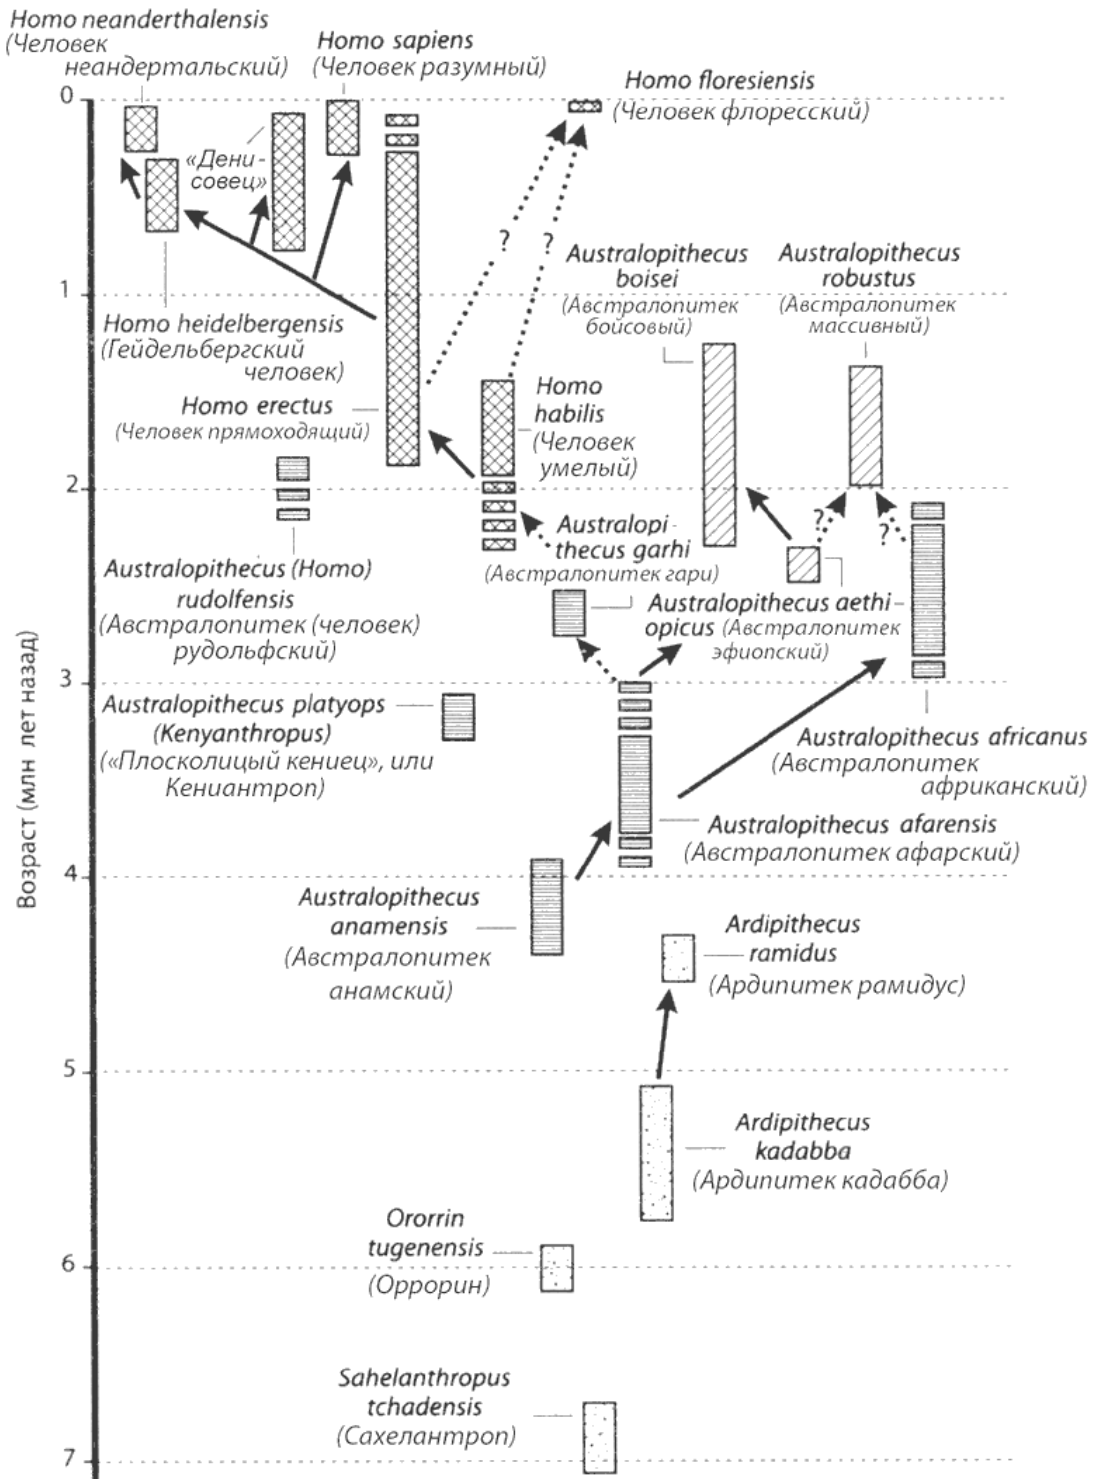 Homo neanderthalensis
(Человек
неандертальский)
Homo sapiens
(Человек разумный)
Homo floresiensis
(Человек флоресский)
0
«Дени-
совец»
?
?
Australopithecus
boisei
(Австралопитек
бойсовый)
Australopithecus
robustus
(Австралопитек
массивный)
1
Homo heidelbergensis
(Гейдельбергский
человек)
Homo erectus
(Человек прямоходящий)
Homo
habilis
(Человек
умелый)
2
?
?
Australopi-
thecus garhi
(Австралопитек гари)
Australopithecus (Homo)
rudolfensis
(Австралопитек (человек)
рудольфский)
Australopithecus aethi-
opicus (Австралопитек
эфиопский)
3
Australopithecus platyops
(Kenyanthropus)
(«Плосколицый кениец», или
Кениантроп)
Australopithecus africanus
(Австралопитек
африканский)
Australopithecus afarensis
(Австралопитек афарский)
Возраст (млн лет назад)
4
Australopithecus
anamensis
(Австралопитек
анамский)
Ardipithecus
ramidus
(Ардипитек рамидус)
5
Ardipithecus
kadabba
(Ардипитек кадабба)
Ororrin
tugenensis
(Оррорин)
6
Sahelanthropus
tchadensis
(Сахелантроп)
7